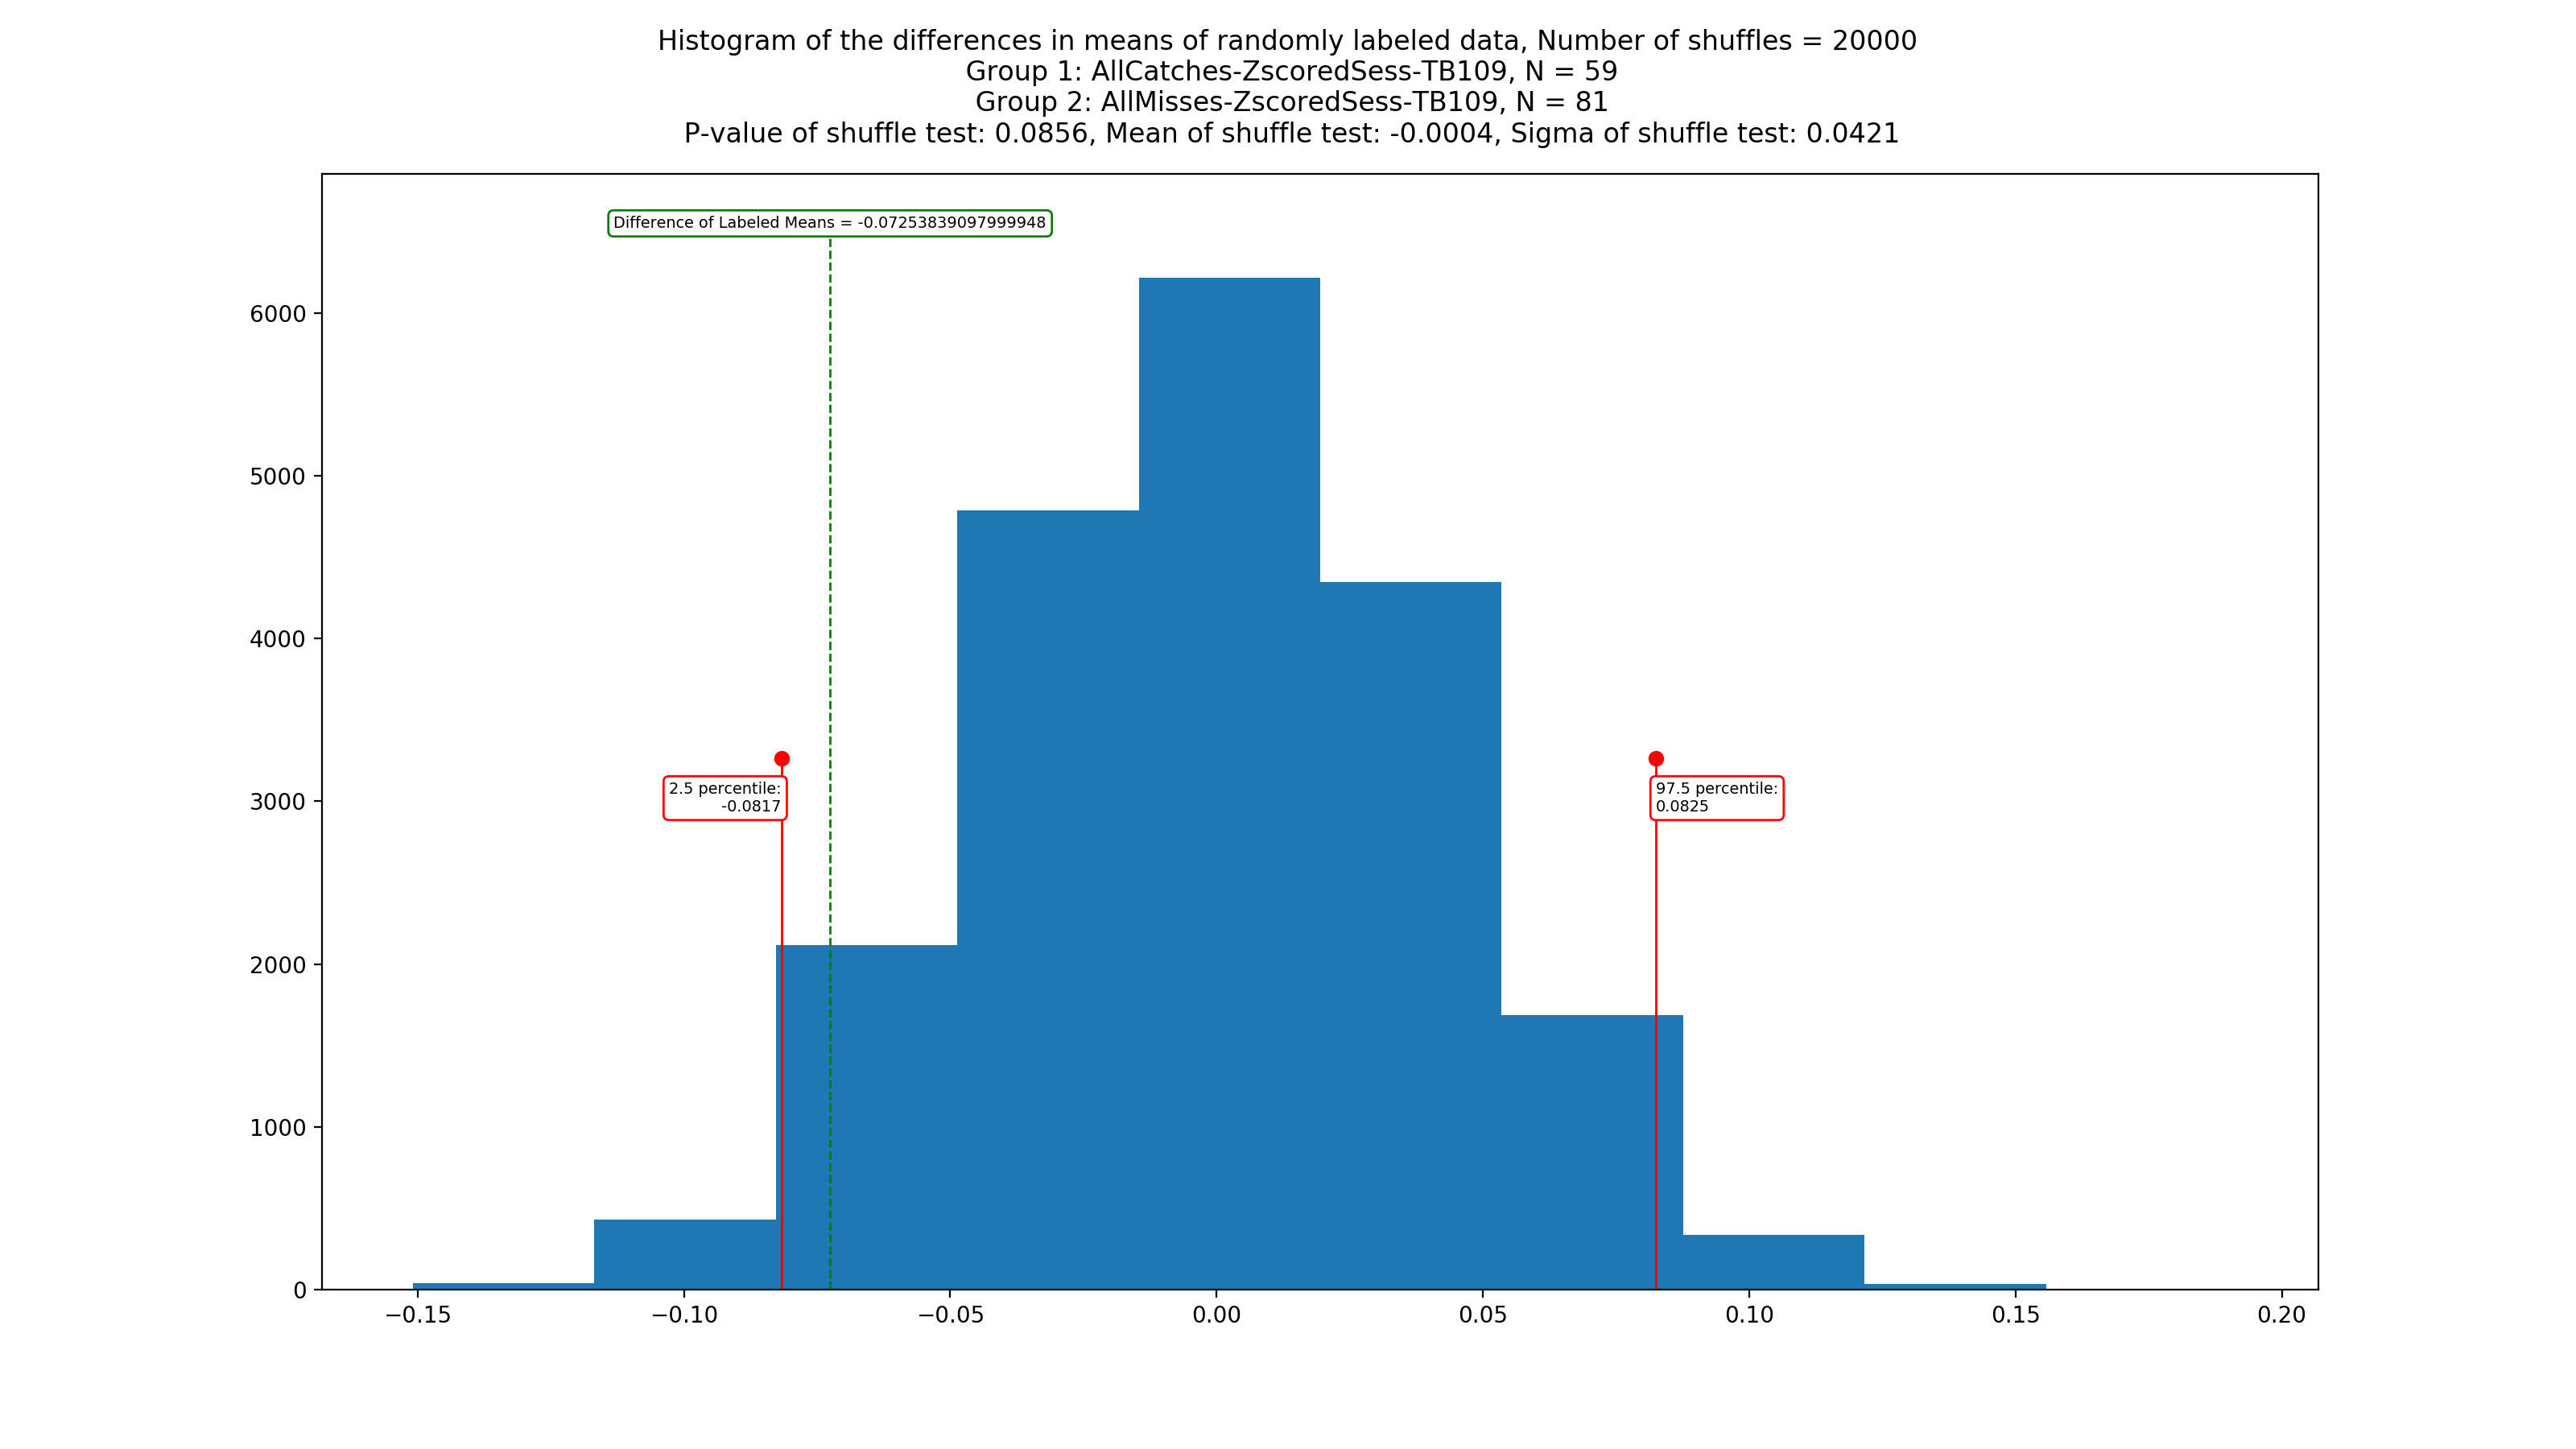 Histogram of the differences in means of randomly labeled data, Number of shuffles = 20000
Group 1: AllCatches-ZscoredSess-TB109, N = 59
Group 2: AllMisses-ZscoredSess-TB109, N = 81
P-value of shuffle test: 0.0856, Mean of shuffle test: -0.0004, Sigma of shuffle test: 0.0421
Difference of Labeled Means = -0.07253839097999948
6000
5000
4000
3000
2000
1000
0
2.5 percentile:
-0.0817
97.5 percentile:
0.0825
−0.15
−0.10
−0.05
0.00
0.05
0.10
0.15
0.20